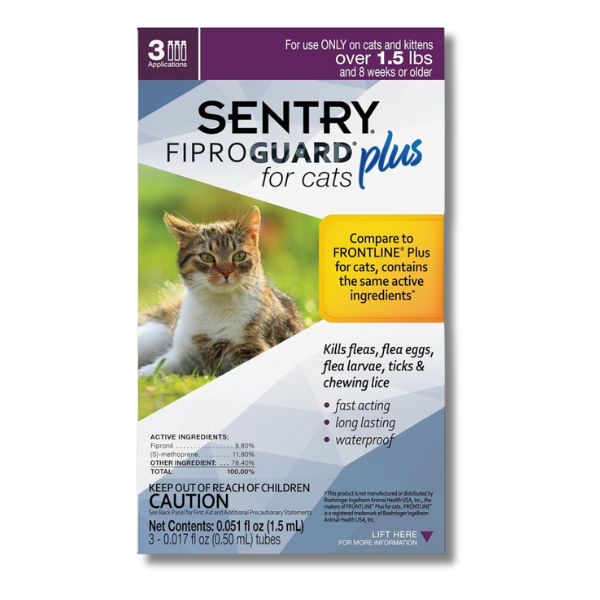 3
Applications
For use ONLY on cats and kittens
over 1.5 lbs
and 8 weeks or older
SENTRY®
FIPROGUARD® plus
for cats
Compare to
FRONTLINE® Plus
for cats, contains
the same active
ingredients*
Kills fleas, flea eggs,
flea larvae, ticks &
chewing lice
• fast acting
• long lasting
• waterproof
ACTIVE INGREDIENTS:
Fipronil . . . . . . . . . . . . . . . 9.80%
(S)-methoprene. . . . . . . . . 11.80%
OTHER INGREDIENT: . . . 78.40%
TOTAL 100.00%
KEEP OUT OF REACH OF CHILDREN
CAUTION
See Back Panel for First Aid and Additional Precautionary Statements
Net Contents: 0.051 fl oz (1.5 mL)
3 - 0.017 fl oz (0.50 mL) tubes
*This product is not manufactured or distributed by
Boehringer Ingelheim Animal Health USA, Inc., the
makers of FRONTLINE® Plus for cats. FRONTLINE®
is a registered trademark of Boehringer Ingelheim
Animal Health USA, Inc.
LIFT HERE
FOR MORE INFORMATION